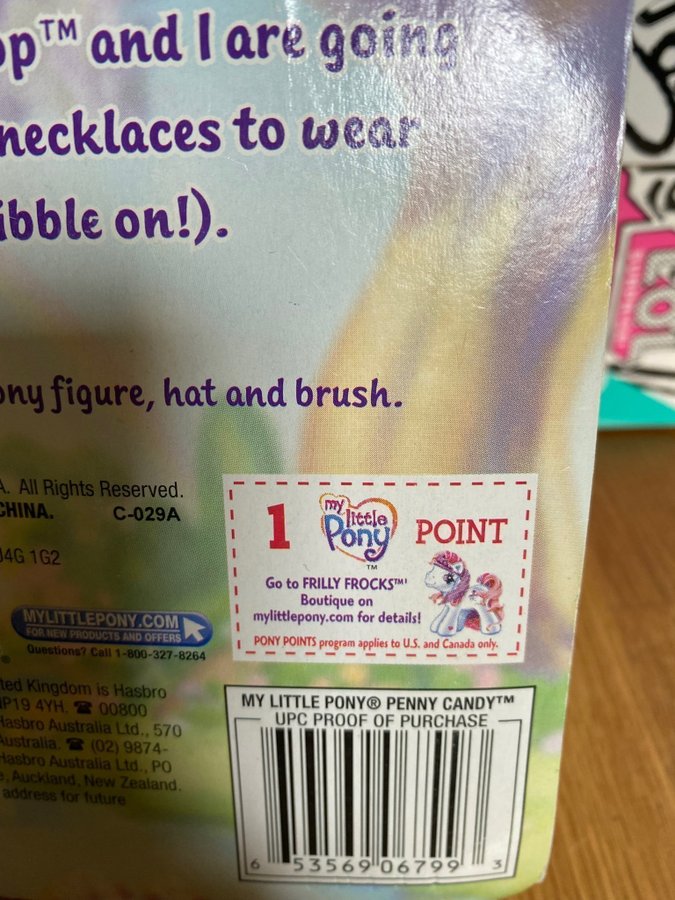 op™ and I are going
necklaces to wear
ibble on!).
ony figure, hat and brush.
A. All Rights Reserved.
CHINA. C-029A
J4G 1G2
MYLITTLEPONY.COM
FOR NEW PRODUCTS AND OFFERS
Questions? Call 1-800-327-8264
ted Kingdom is Hasbro
NP19 4YH. ☎ 00800
Hasbro Australia Ltd., 570
Australia. ☎ (02) 9874-
Hasbro Australia Ltd., PO
e, Auckland, New Zealand.
address for future
1 my little Pony™ POINT
Go to FRILLY FROCKS™'
Boutique on
mylittlepony.com for details!
PONY POINTS program applies to U.S. and Canada only.
MY LITTLE PONY® PENNY CANDY™
UPC PROOF OF PURCHASE
6 53569 06799 3